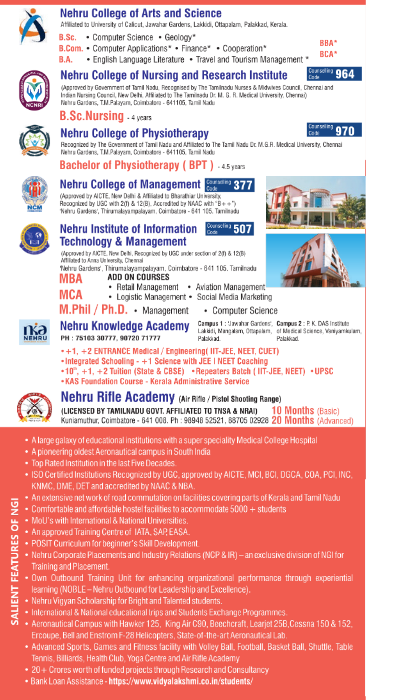 Nehru College of Arts and Science
Affiliated to University of Calicut, Jawahar Gardens, Lakkidi, Ottapalam, Palakkad, Kerala.
B.Sc. • Computer Science • Geology*
B.Com. • Computer Applications* • Finance* • Cooperation*
B.A. • English Language Literature • Travel and Tourism Management *
BBA*
BCA*
Nehru College of Nursing and Research Institute
Counseling Code 964
(Approved by Government of Tamil Nadu, Recognised by The Tamilnadu Nurses & Midwives Council, Chennai and
Indian Nursing Council, New Delhi, Affiliated to The Tamilnadu Dr. M. G. R. Medical University, Chennai)
Nehru Gardens, T.M.Palayam, Coimbatore - 641105, Tamil Nadu
NCNRI
B.Sc.Nursing - 4 years
Nehru College of Physiotherapy
Counseling Code 970
Recognized by The Government of Tamil Nadu and Affiliated to The Tamil Nadu Dr. M.G.R. Medical University, Chennai
Nehru Gardens, T.M.Palayam, Coimbatore - 641105, Tamil Nadu
Bachelor of Physiotherapy ( BPT ) - 4.5 years
Nehru College of Management
Counseling Code 377
(Approved by AICTE, New Delhi & Affiliated to Bharathiar University,
Recognized by UGC with 2(f) & 12(B), Accredited by NAAC with "B++")
'Nehru Gardens', Thirumalayampalayam, Coimbatore - 641 105, Tamilnadu
NCM
Nehru Institute of Information
Technology & Management
Counseling Code 507
(Approved by AICTE, New Delhi, Recognized by UGC under section of 2(f) & 12(B)
Affiliated to Anna University, Chennai
'Nehru Gardens', Thirumalayampalayam, Coimbatore - 641 105, Tamilnadu
MBA ADD ON COURSES
• Retail Management • Aviation Management
MCA • Logistic Management • Social Media Marketing
M.Phil / Ph.D. • Management • Computer Science
nka
NEHRU
Nehru Knowledge Academy
PH : 75103 30777, 90720 71777
Campus 1 : 'Jawahar Gardens', Lakkidi, Mangalam, Ottapalam, Palakkad.
Campus 2 : P. K. DAS Institute of Medical Science, Vaniyamkulam, Palakkad.
•+1, +2 ENTRANCE Medical / Engineering( IIT-JEE, NEET, CUET)
•Integrated Schooling - +1 Science with JEE I NEET Coaching
•10th, +1, +2 Tuition (State & CBSE) •Repeaters Batch ( IIT-JEE, NEET) •UPSC
•KAS Foundation Course - Kerala Administrative Service
Nehru Rifle Academy (Air Rifle / Pistol Shooting Range)
(LICENSED BY TAMILNADU GOVT. AFFILIATED TO TNSA & NRAI) 10 Months (Basic)
Kuniamuthur, Coimbatore - 641 008. Ph : 98948 52521, 88705 02928 20 Months (Advanced)
SALIENT FEATURES OF NGI
• A large galaxy of educational institutions with a super speciality Medical College Hospital
• A pioneering oldest Aeronautical campus in South India
• Top Rated Institution in the last Five Decades.
• ISO Certified Institutions Recognized by UGC, approved by AICTE, MCI, BCI, DGCA, COA, PCI, INC,
KNMC, DME, DET and accredited by NAAC & NBA.
• An extensive net work of road commutation on facilities covering parts of Kerala and Tamil Nadu
• Comfortable and affordable hostel facilities to accommodate 5000 + students
• MoU's with International & National Universities.
• An approved Training Centre of IATA, SAP, EASA.
• POSIT Curriculum for beginner's Skill Development
• Nehru Corporate Placements and Industry Relations (NCP & IR) – an exclusive division of NGI for
Training and Placement.
• Own Outbound Training Unit for enhancing organizational performance through experiential
learning (NOBLE – Nehru Outbound for Leadership and Excellence).
• Nehru Vigyan Scholarship for Bright and Talented students.
• International & National educational trips and Students Exchange Programmes.
• Aeronautical Campus with Hawker 125, King Air C90, Beechcraft, Learjet 25B,Cessna 150 & 152,
Ercoupe, Bell and Enstrom F-28 Helicopters, State-of-the-art Aeronautical Lab.
• Advanced Sports, Games and Fitness facility with Volley Ball, Football, Basket Ball, Shuttle, Table
Tennis, Billiards, Health Club, Yoga Centre and Air Rifle Academy
• 20+ Crores worth of funded projects through Research and Consultancy
• Bank Loan Assistance - https://www.vidyalakshmi.co.in/students/